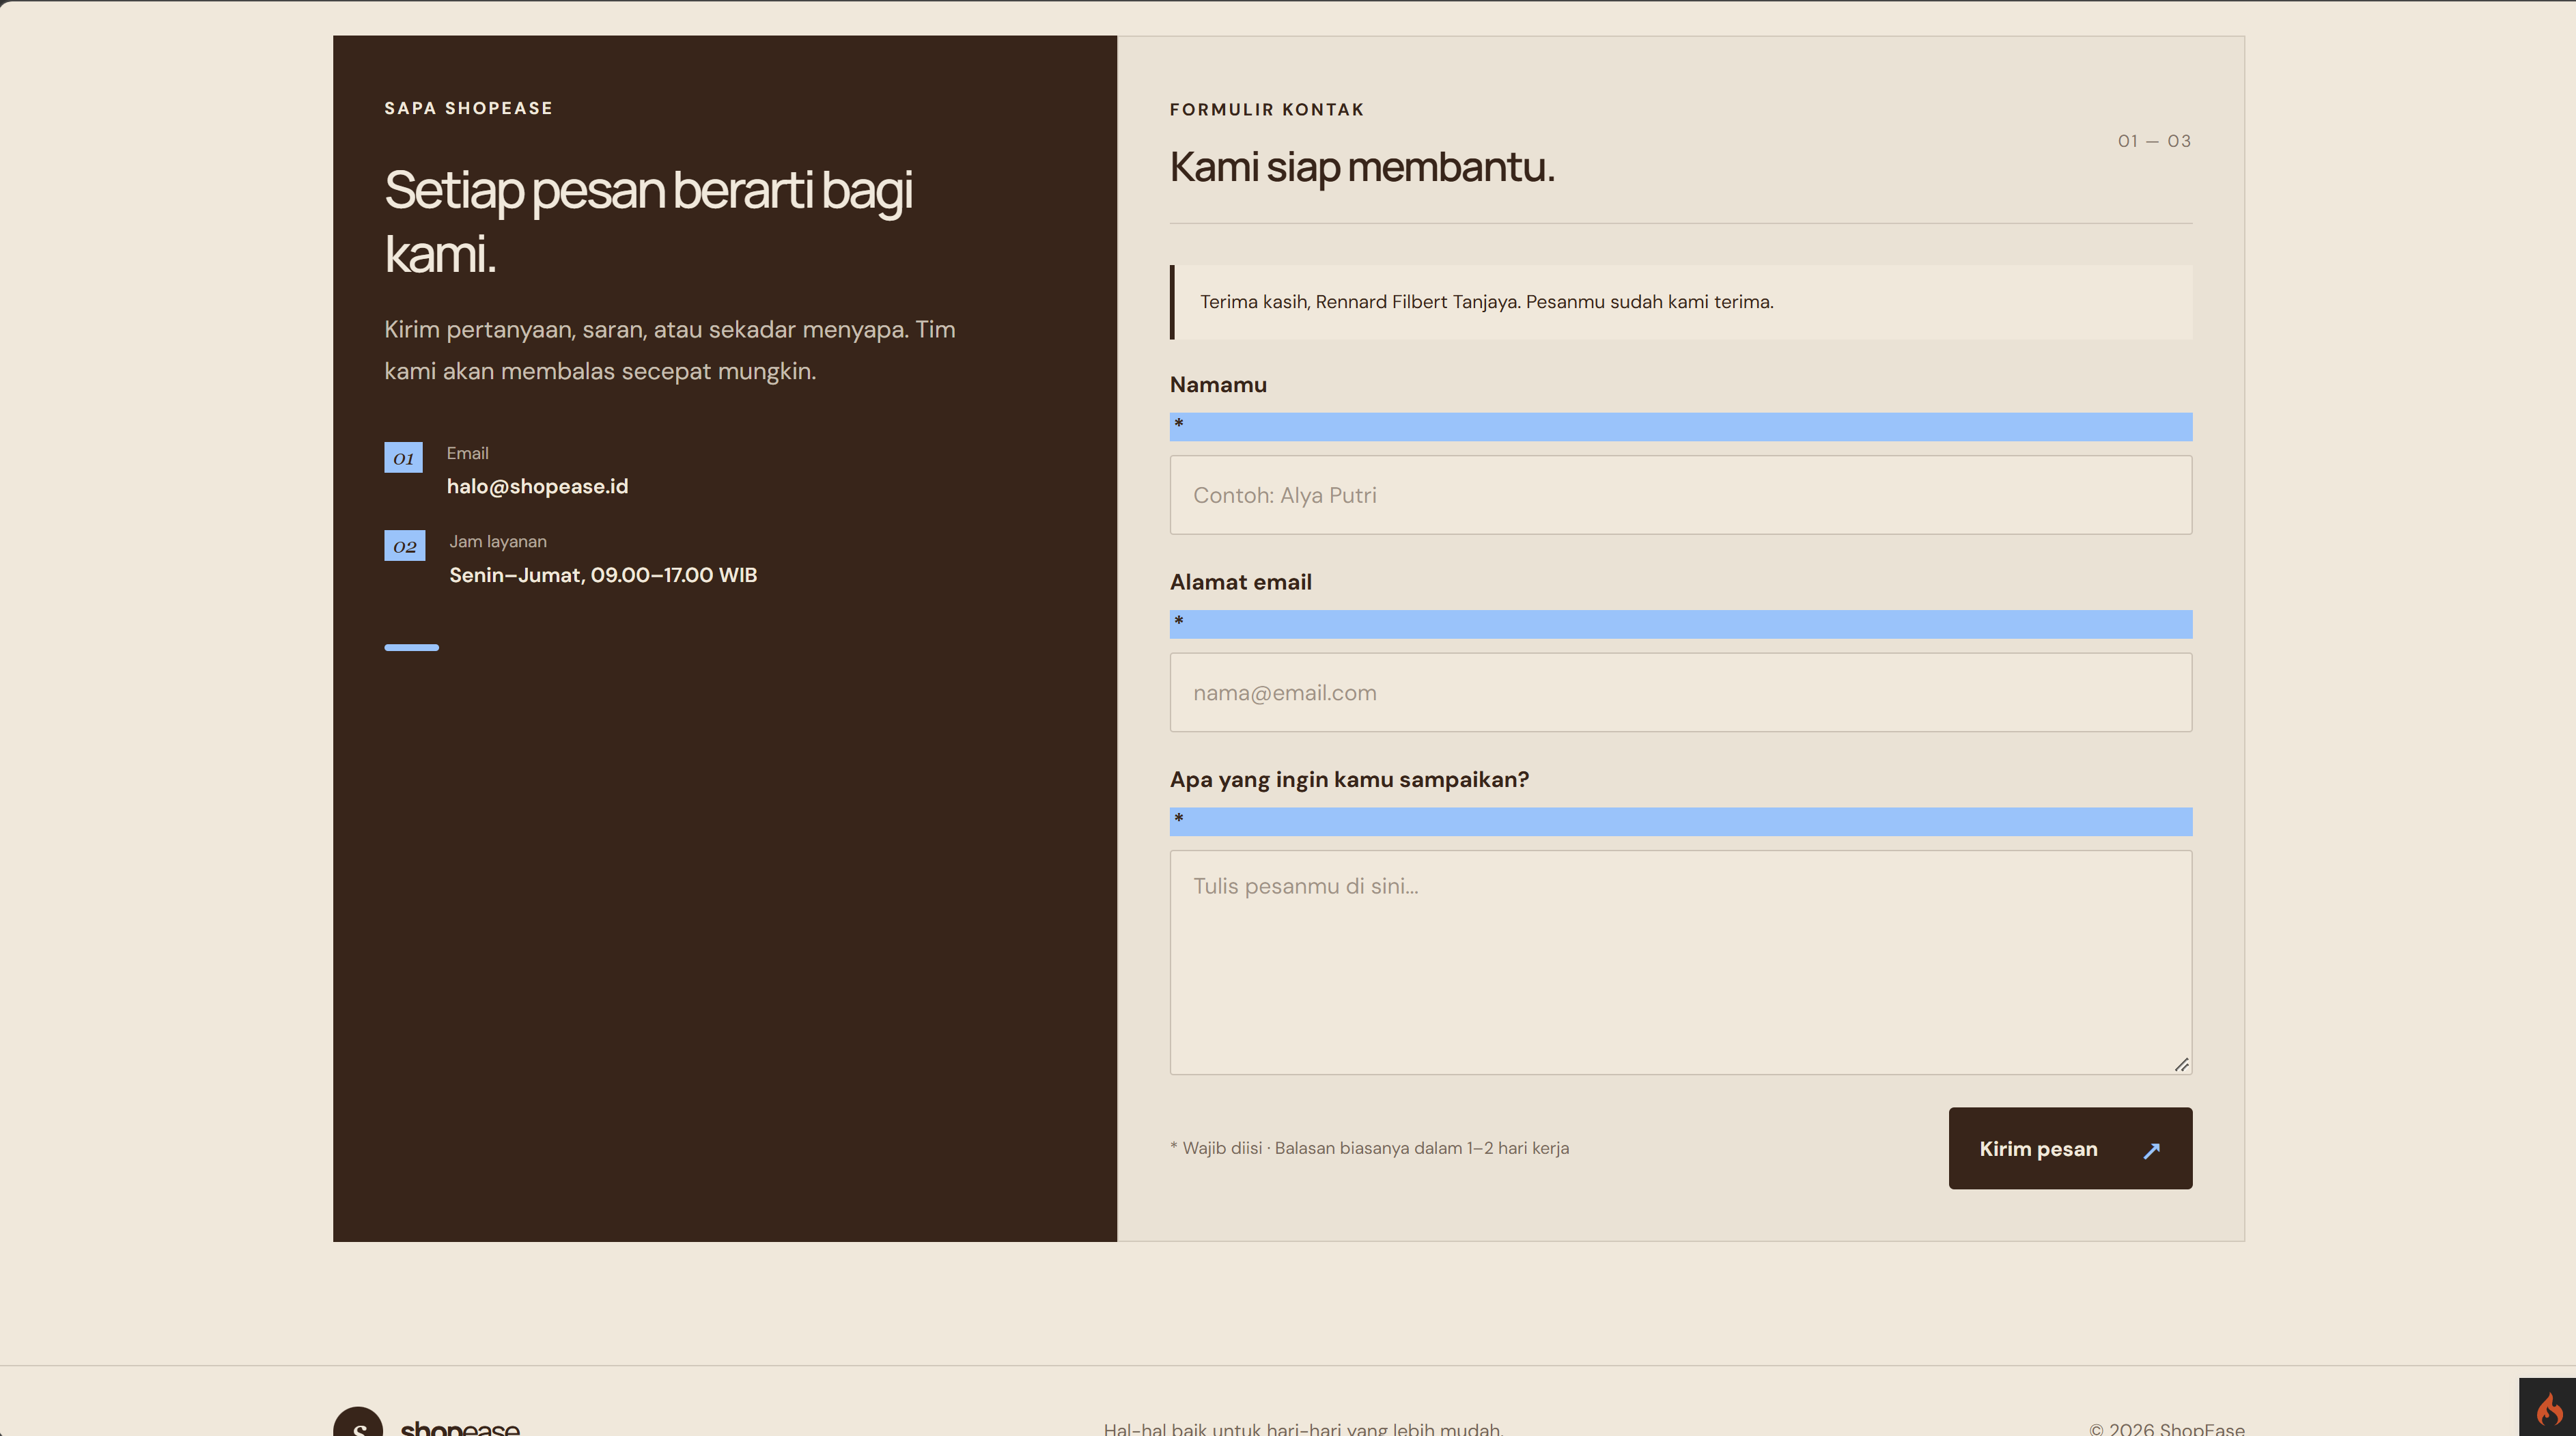 SAPA SHOPEASE
Setiap pesan berarti bagi
kami.
Kirim pertanyaan, saran, atau sekadar menyapa. Tim
kami akan membalas secepat mungkin.
01
Email
halo@shopease.id
02
Jam layanan
Senin–Jumat, 09.00–17.00 WIB
FORMULIR KONTAK
01 — 03
Kami siap membantu.
Terima kasih, Rennard Filbert Tanjaya. Pesanmu sudah kami terima.
Namamu
*
Contoh: Alya Putri
Alamat email
*
nama@email.com
Apa yang ingin kamu sampaikan?
*
Tulis pesanmu di sini...
* Wajib diisi · Balasan biasanya dalam 1–2 hari kerja
Kirim pesan ↗
s shopease
Hal-hal baik untuk hari-hari yang lebih mudah.
© 2026 ShopEase